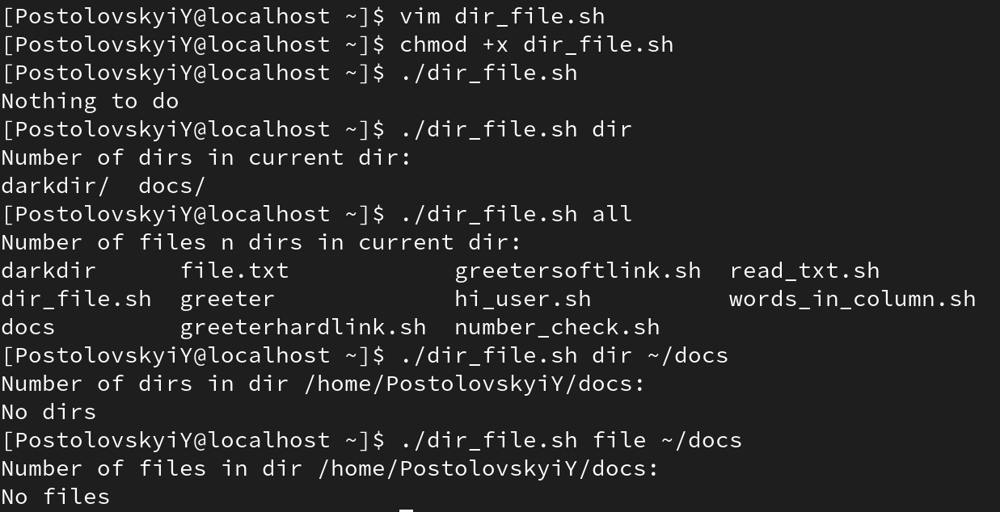 [PostolovskyiY@localhost ~]$ vim dir_file.sh
[PostolovskyiY@localhost ~]$ chmod +x dir_file.sh
[PostolovskyiY@localhost ~]$ ./dir_file.sh
Nothing to do
[PostolovskyiY@localhost ~]$ ./dir_file.sh dir
Number of dirs in current dir:
darkdir/  docs/
[PostolovskyiY@localhost ~]$ ./dir_file.sh all
Number of files n dirs in current dir:
darkdir      file.txt            greetersoftlink.sh  read_txt.sh
dir_file.sh  greeter             hi_user.sh          words_in_column.sh
docs         greeterhardlink.sh  number_check.sh
[PostolovskyiY@localhost ~]$ ./dir_file.sh dir ~/docs
Number of dirs in dir /home/PostolovskyiY/docs:
No dirs
[PostolovskyiY@localhost ~]$ ./dir_file.sh file ~/docs
Number of files in dir /home/PostolovskyiY/docs:
No files